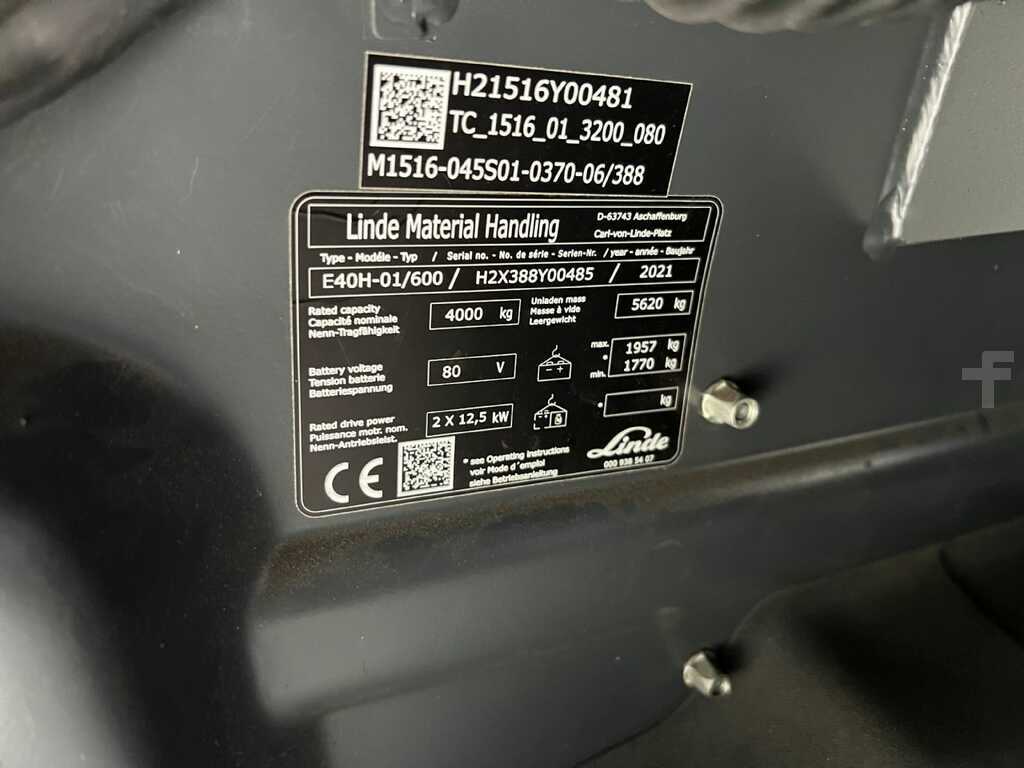 H21516Y00481
TC_1516_01_3200_080
M1516-045S01-0370-06/388
Linde Material Handling
D-63743 Aschaffenburg
Carl-von-Linde-Platz
Type - Modéle - Typ / Serial no. - No. de série - Serien-Nr. / year - année - Baujahr
E40H-01/600 / H2X388Y00485 / 2021
Rated capacity
Capacité nominale
Nenn-Tragfähigkeit
4000 kg
Unladen mass
Masse à vide
Leergewicht
5620 kg
Battery voltage
Tension batterie
Batteriespannung
80 V
- +
max. 1957 kg
*
min. 1770 kg
Rated drive power
Puissance motr. nom.
Nenn-Antriebsleist.
2 X 12,5 kW
* kg
CE
* see Operating instructions
voir Mode d'emploi
siehe Betriebsanleitung
Linde
000 938 54 07
f